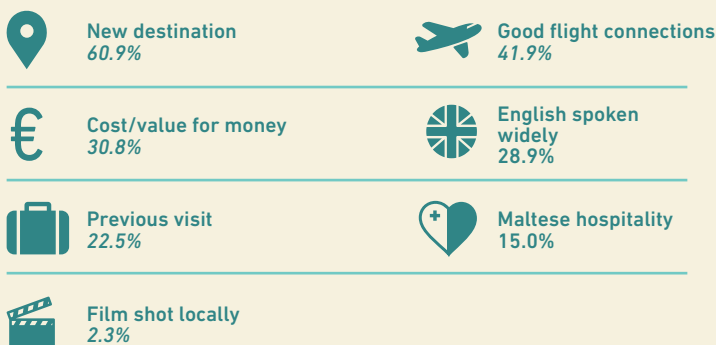 New destination
60.9%
Good flight connections
41.9%
€
Cost/value for money
30.8%
English spoken
widely
28.9%
Previous visit
22.5%
Maltese hospitality
15.0%
Film shot locally
2.3%